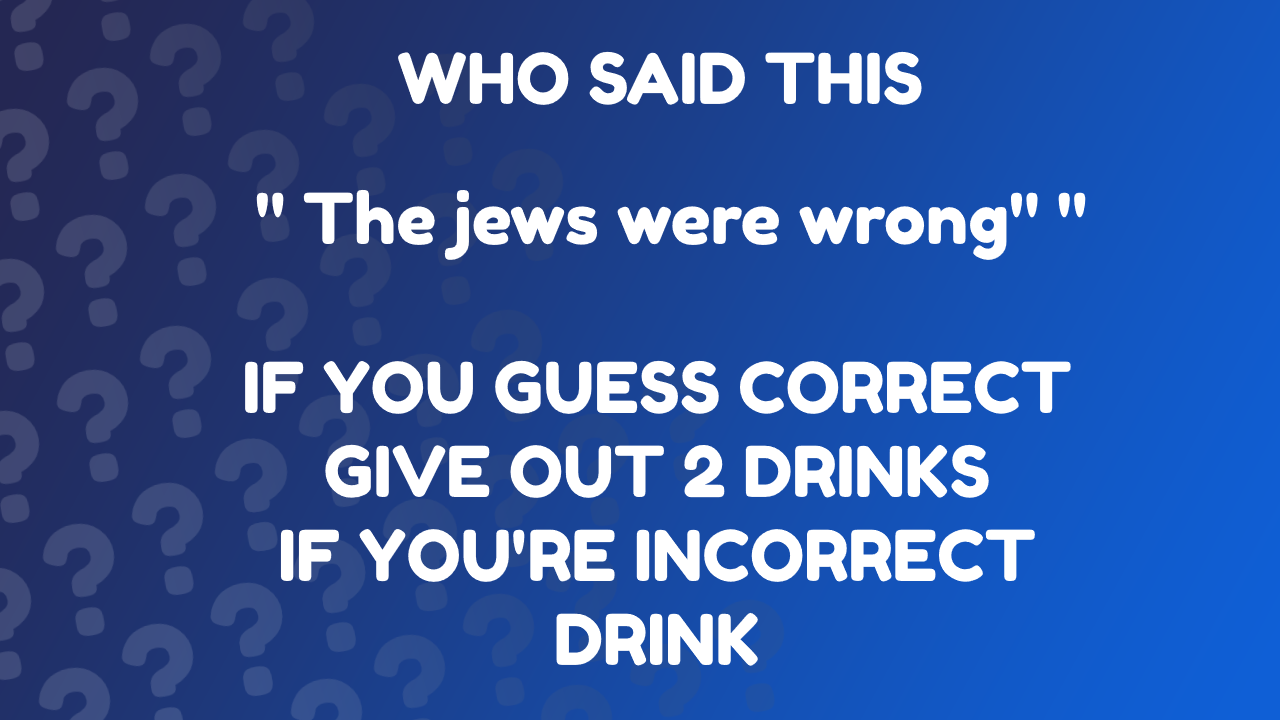 WHO SAID THIS
" The jews were wrong" "
IF YOU GUESS CORRECT
GIVE OUT 2 DRINKS
IF YOU'RE INCORRECT
DRINK